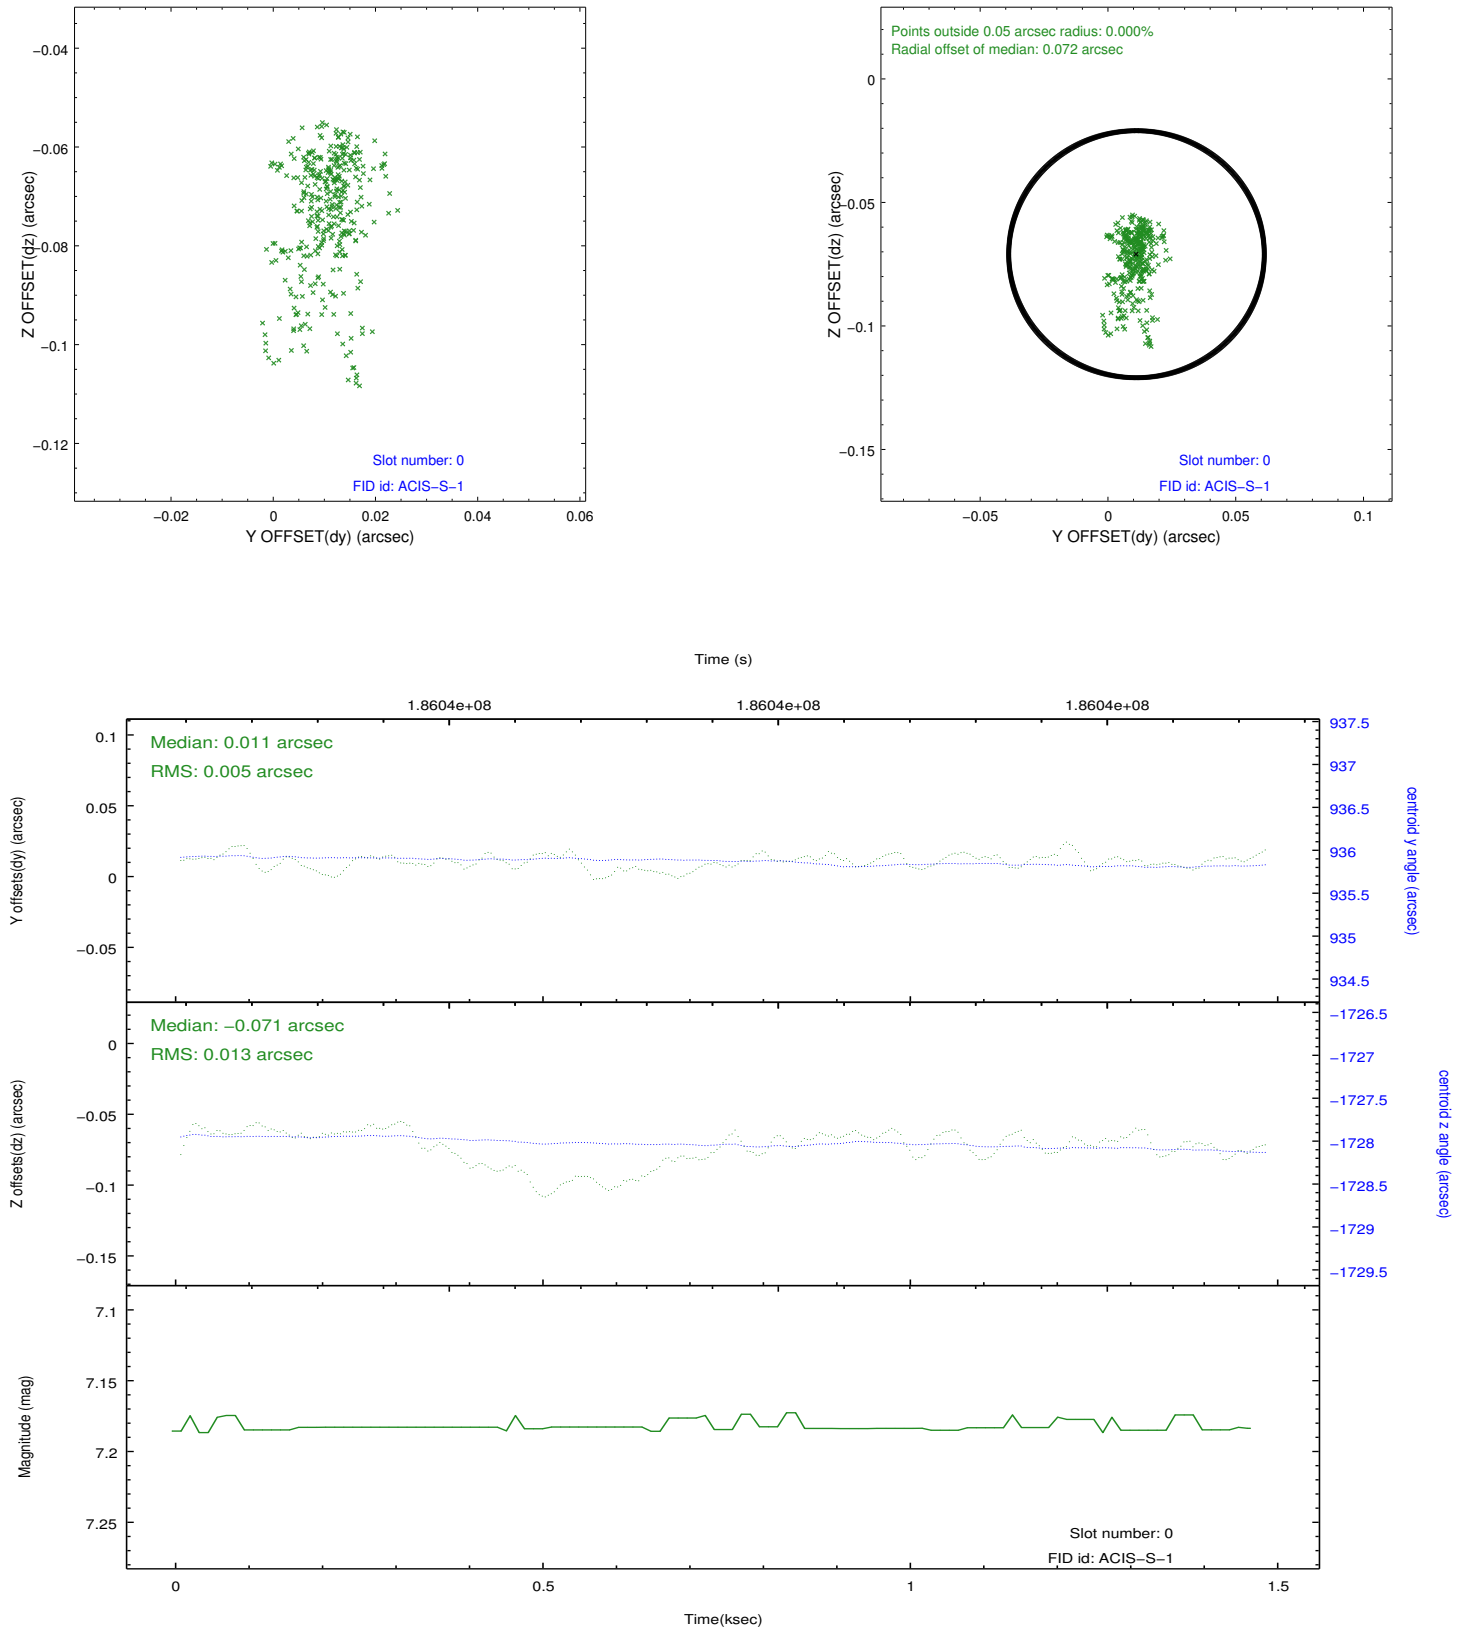 −0.04
−0.06
−0.08
−0.1
−0.12
Z OFFSET(dz) (arcsec)
Slot number: 0
FID id: ACIS−S−1
−0.02
0
0.02
0.04
0.06
Y OFFSET(dy) (arcsec)
Points outside 0.05 arcsec radius: 0.000%
Radial offset of median: 0.072 arcsec
0
−0.05
−0.1
−0.15
Z OFFSET(dz) (arcsec)
Slot number: 0
FID id: ACIS−S−1
−0.05
0
0.05
0.1
Y OFFSET(dy) (arcsec)
Time (s)
1.8604e+08
1.8604e+08
1.8604e+08
Median: 0.011 arcsec
RMS: 0.005 arcsec
0.1
0.05
0
−0.05
Y offsets(dy) (arcsec)
937.5
937
936.5
936
935.5
935
934.5
centroid y angle (arcsec)
Median: −0.071 arcsec
RMS: 0.013 arcsec
0
−0.05
−0.1
−0.15
Z offsets(dz) (arcsec)
−1726.5
−1727
−1727.5
−1728
−1728.5
−1729
−1729.5
centroid z angle (arcsec)
7.1
7.15
7.2
7.25
Magnitude (mag)
Slot number: 0
FID id: ACIS−S−1
0
0.5
1
1.5
Time(ksec)